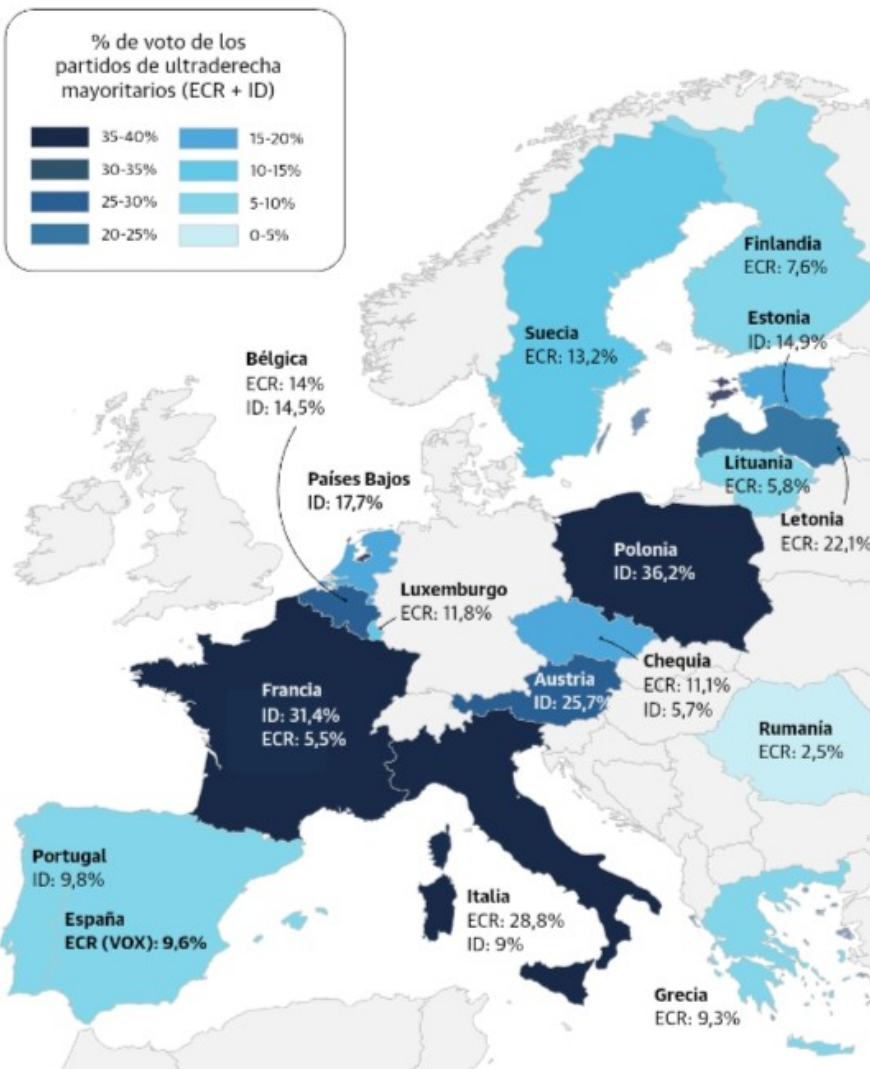 % de voto de los
partidos de ultraderecha
mayoritarios (ECR + ID)
35-40%
15-20%
30-35%
10-15%
25-30%
5-10%
20-25%
0-5%
Finlandia
ECR: 7,6%
Estonia
ID: 14,9%
Suecia
ECR: 13,2%
Bélgica
ECR: 14%
ID: 14,5%
Países Bajos
ID: 17,7%
Lituania
ECR: 5,8%
Letonia
ECR: 22,1%
Polonia
ID: 36,2%
Luxemburgo
ECR: 11,8%
Chequia
ECR: 11,1%
ID: 5,7%
Austria
ID: 25,7%
Francia
ID: 31,4%
ECR: 5,5%
Rumanía
ECR: 2,5%
Portugal
ID: 9,8%
España
ECR (VOX): 9,6%
Italia
ECR: 28,8%
ID: 9%
Grecia
ECR: 9,3%